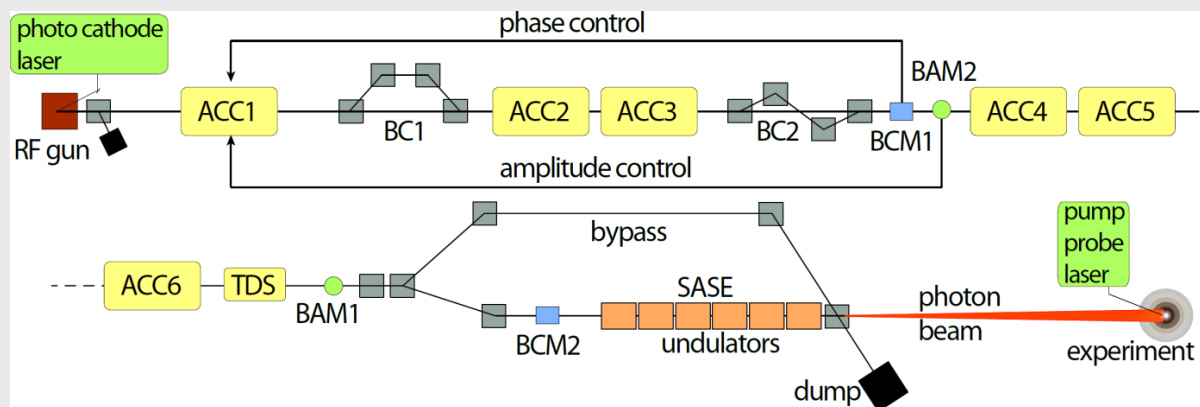 photo cathode
laser
phase control
BAM2
ACC1
ACC2
ACC3
ACC4
ACC5
BC1
BC2
BCM1
RF gun
amplitude control
bypass
pump
probe
laser
ACC6
TDS
SASE
photon
beam
BAM1
BCM2
undulators
experiment
dump